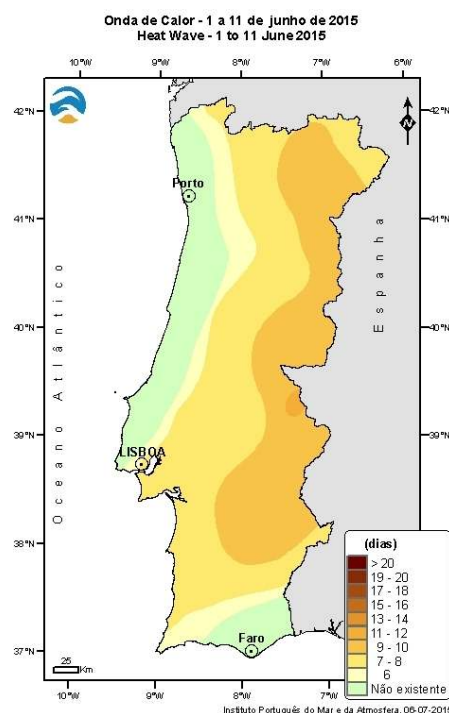 Onda de Calor - 1 a 11 de junho de 2015
Heat Wave - 1 to 11 June 2015
10°W
9°W
8°W
7°W
6°W
42°N
42°N
N
Porto
41°N
41°N
Oceano Atlântico
Espanha
40°N
40°N
39°N
39°N
LISBOA
38°N
38°N
(dias)
> 20
19 - 20
17 - 18
15 - 16
13 - 14
11 - 12
9 - 10
7 - 8
6
Não existente
Faro
37°N
25
Km
10°W
9°W
8°W
7°W
Instituto Português do Mar e da Atmosfera, 06-07-2015